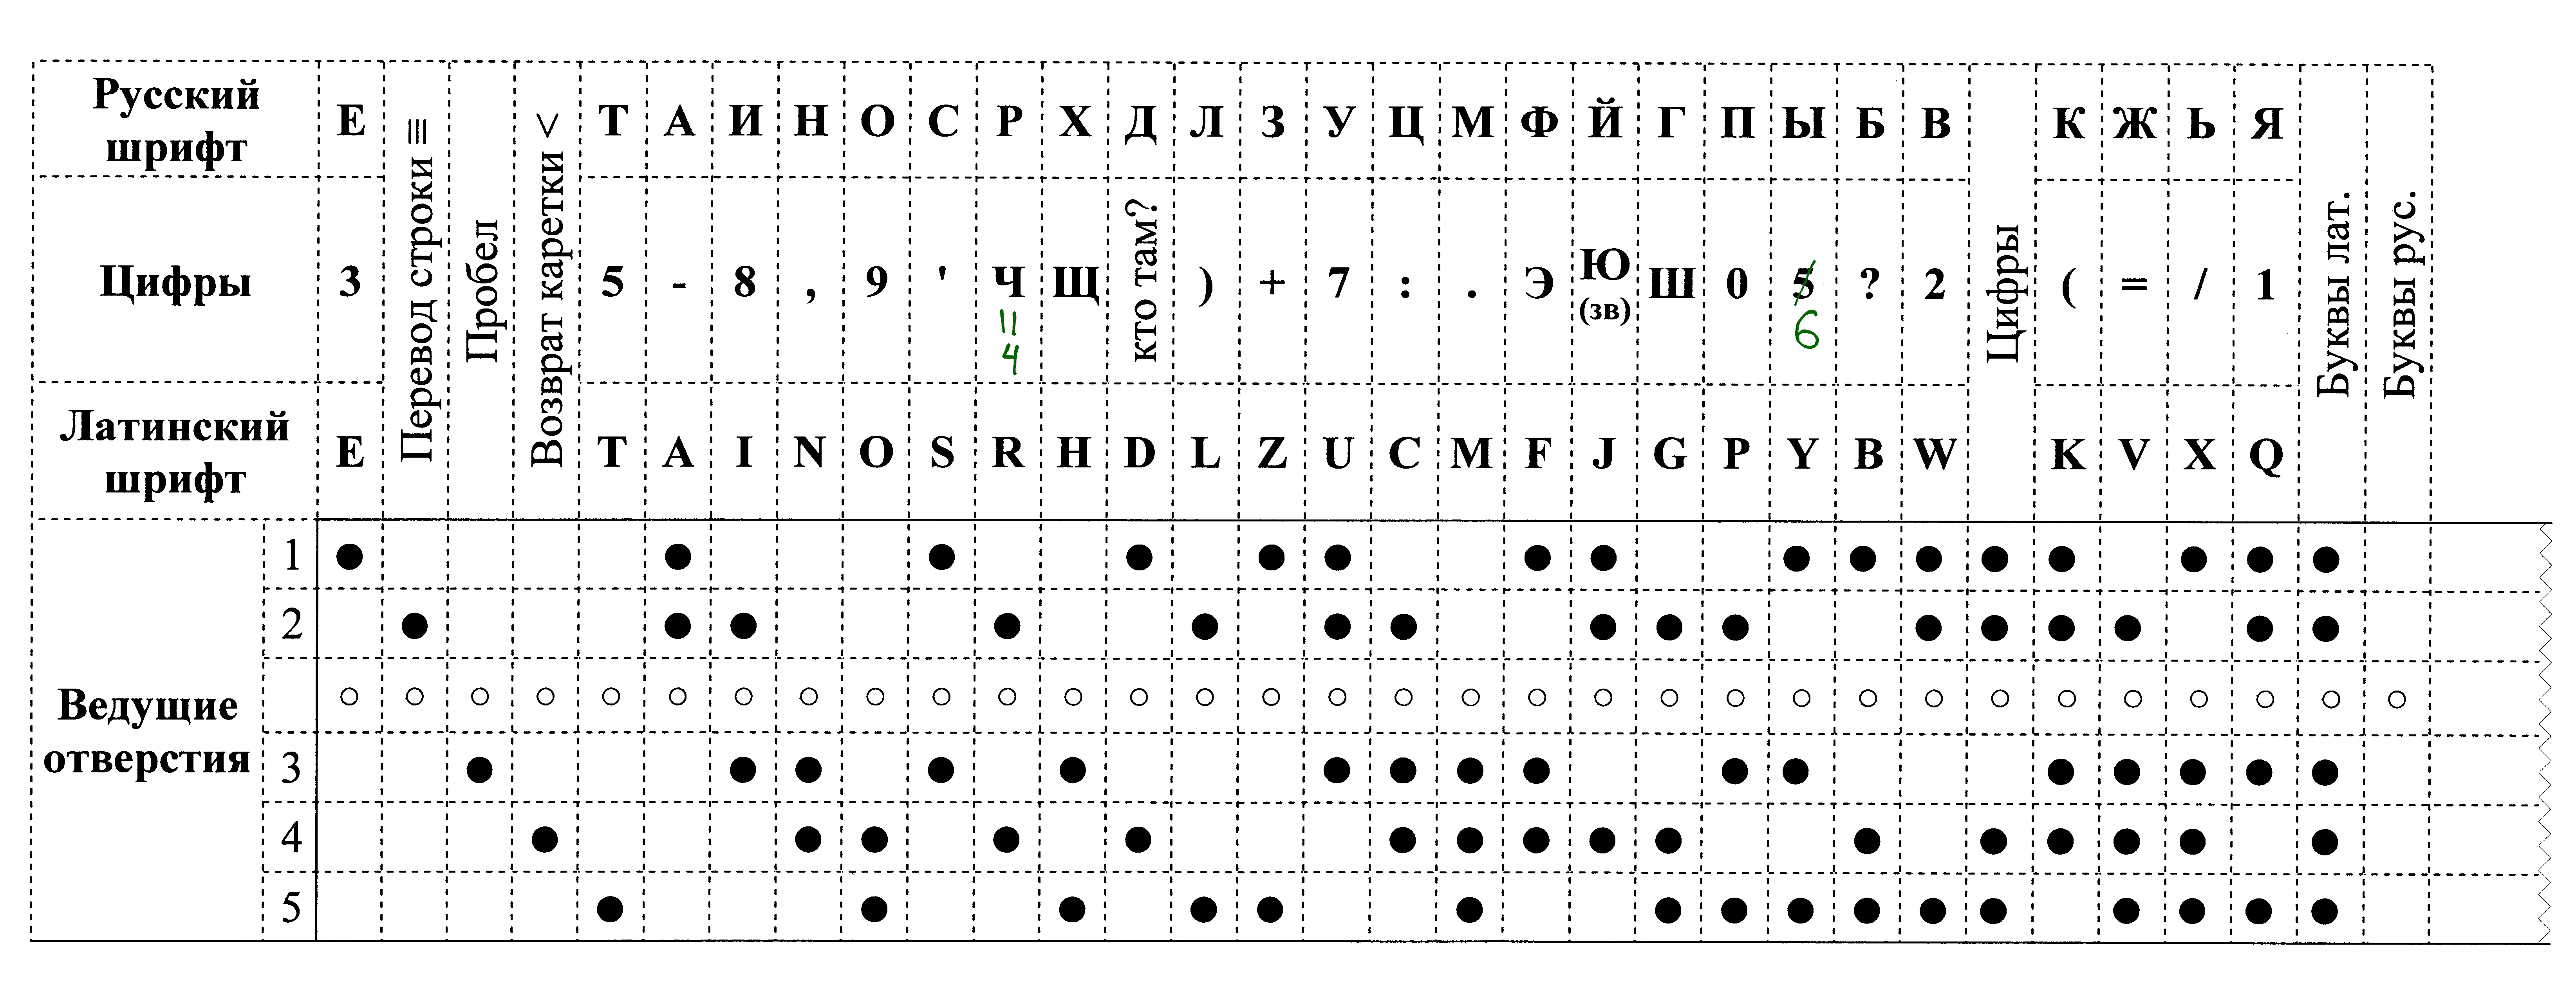 Русский шрифт Е Перевод строки ≡ Пробел Возврат каретки < Т А И Н О С Р Х Д Л З У Ц М Ф Й Г П Ы Б В Цифры К Ж Ь Я Буквы лат. Буквы рус.
Цифры 3 5 - 8 , 9 ' Ч Щ кто там? ) + 7 : . Э Ю (зв) Ш 0 5 ? 2 ( = / 1
" 4 6
Латинский шрифт E T A I N O S R H D L Z U C M F J G P Y B W K V X Q
Ведущие отверстия
1
2
3
4
5